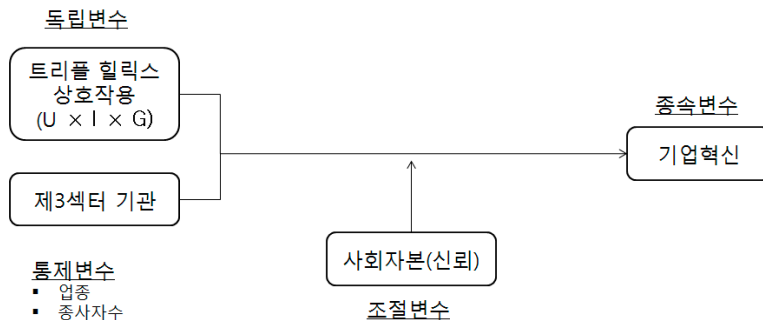 독립변수
트리플 힐릭스
상호작용
(U × I × G)
제3섹터 기관
종속변수
기업혁신
사회자본(신뢰)
조절변수
통제변수
▪ 업종
▪ 종사자수